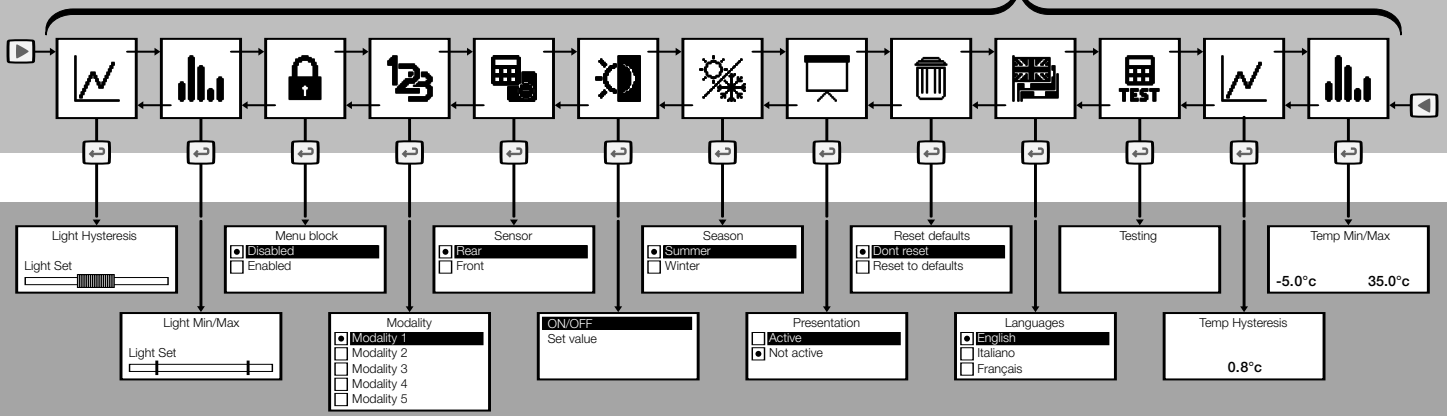 123
TEST
Light Hysteresis
Light Set
Menu block
Disabled
Enabled
Sensor
Rear
Front
Season
Summer
Winter
Reset defaults
Dont reset
Reset to defaults
Testing
Temp Min/Max
-5.0°c 35.0°c
Light Min/Max
Light Set
Modality
Modality 1
Modality 2
Modality 3
Modality 4
Modality 5
ON/OFF
Set value
Presentation
Active
Not active
Languages
English
Italiano
Français
Temp Hysteresis
0.8°c